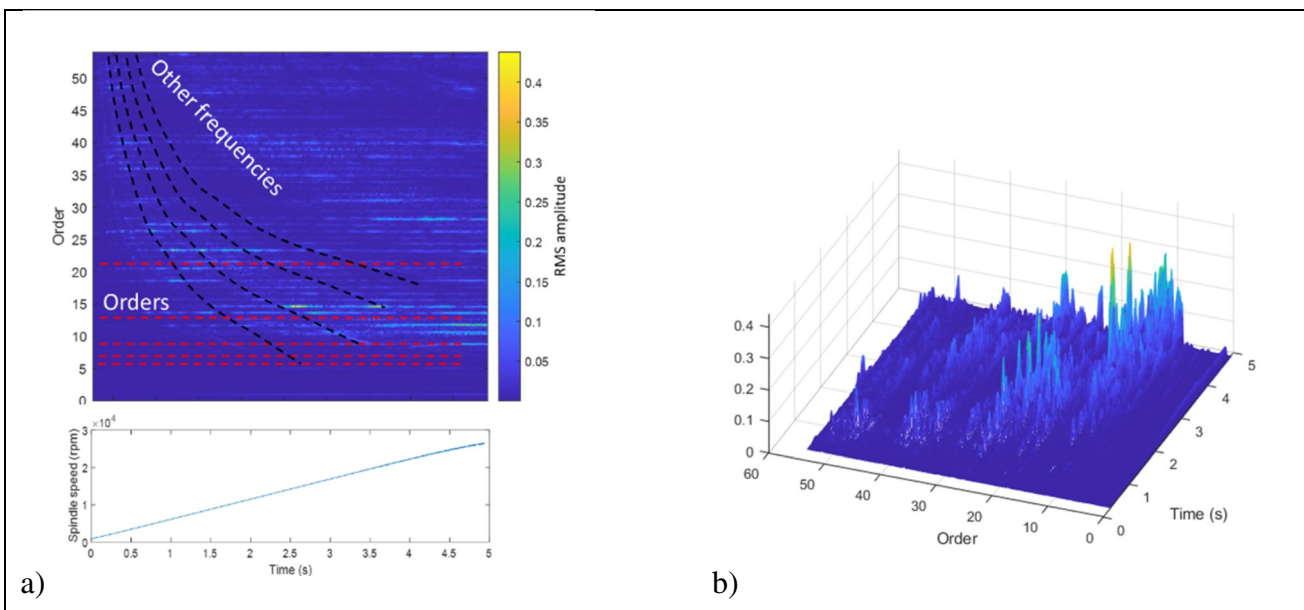 Other frequencies
Orders
Order
50
45
40
35
30
25
20
15
10
5
0
0.4
0.35
0.3
0.25
0.2
0.15
0.1
0.05
RMS amplitude
×10⁴
3
2
1
0
Spindle speed (rpm)
0 0.5 1 1.5 2 2.5 3 3.5 4 4.5 5
Time (s)
a)
0.4
0.3
0.2
0.1
0
60 50 40 30 20 10 0
Order
0 1 2 3 4 5
Time (s)
b)